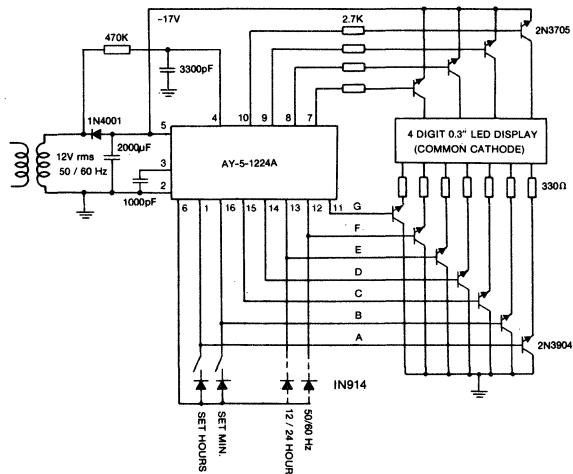 –17V
2N3705
2.7K
470K
3300pF
4
10
9
8
7
1N4001
5
4 DIGIT 0.3" LED DISPLAY
(COMMON CATHODE)
12V rms
50 / 60 Hz
2000µF
AY-5-1224A
3
2
1000pF
330Ω
6
1
16
15
14
13
12
11
G
F
E
D
C
B
A
2N3904
IN914
SET HOURS
SET MIN.
12 / 24 HOUR
50/60 Hz